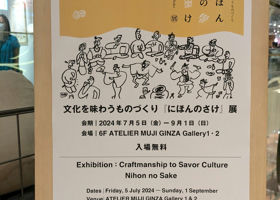 にほん
の
さけ
文化を味わうものづくり『にほんのさけ』展
会期｜2024年7月5日（金）ー9月1日（日）
会場｜6F ATELIER MUJI GINZA Gallery1・2
入場無料
Exhibition : Craftmanship to Savor Culture
Nihon no Sake
Dates | Friday, 5 July 2024 — Sunday, 1 September
Venue: ATELIER MUJI GINZA Gallery 1 & 2